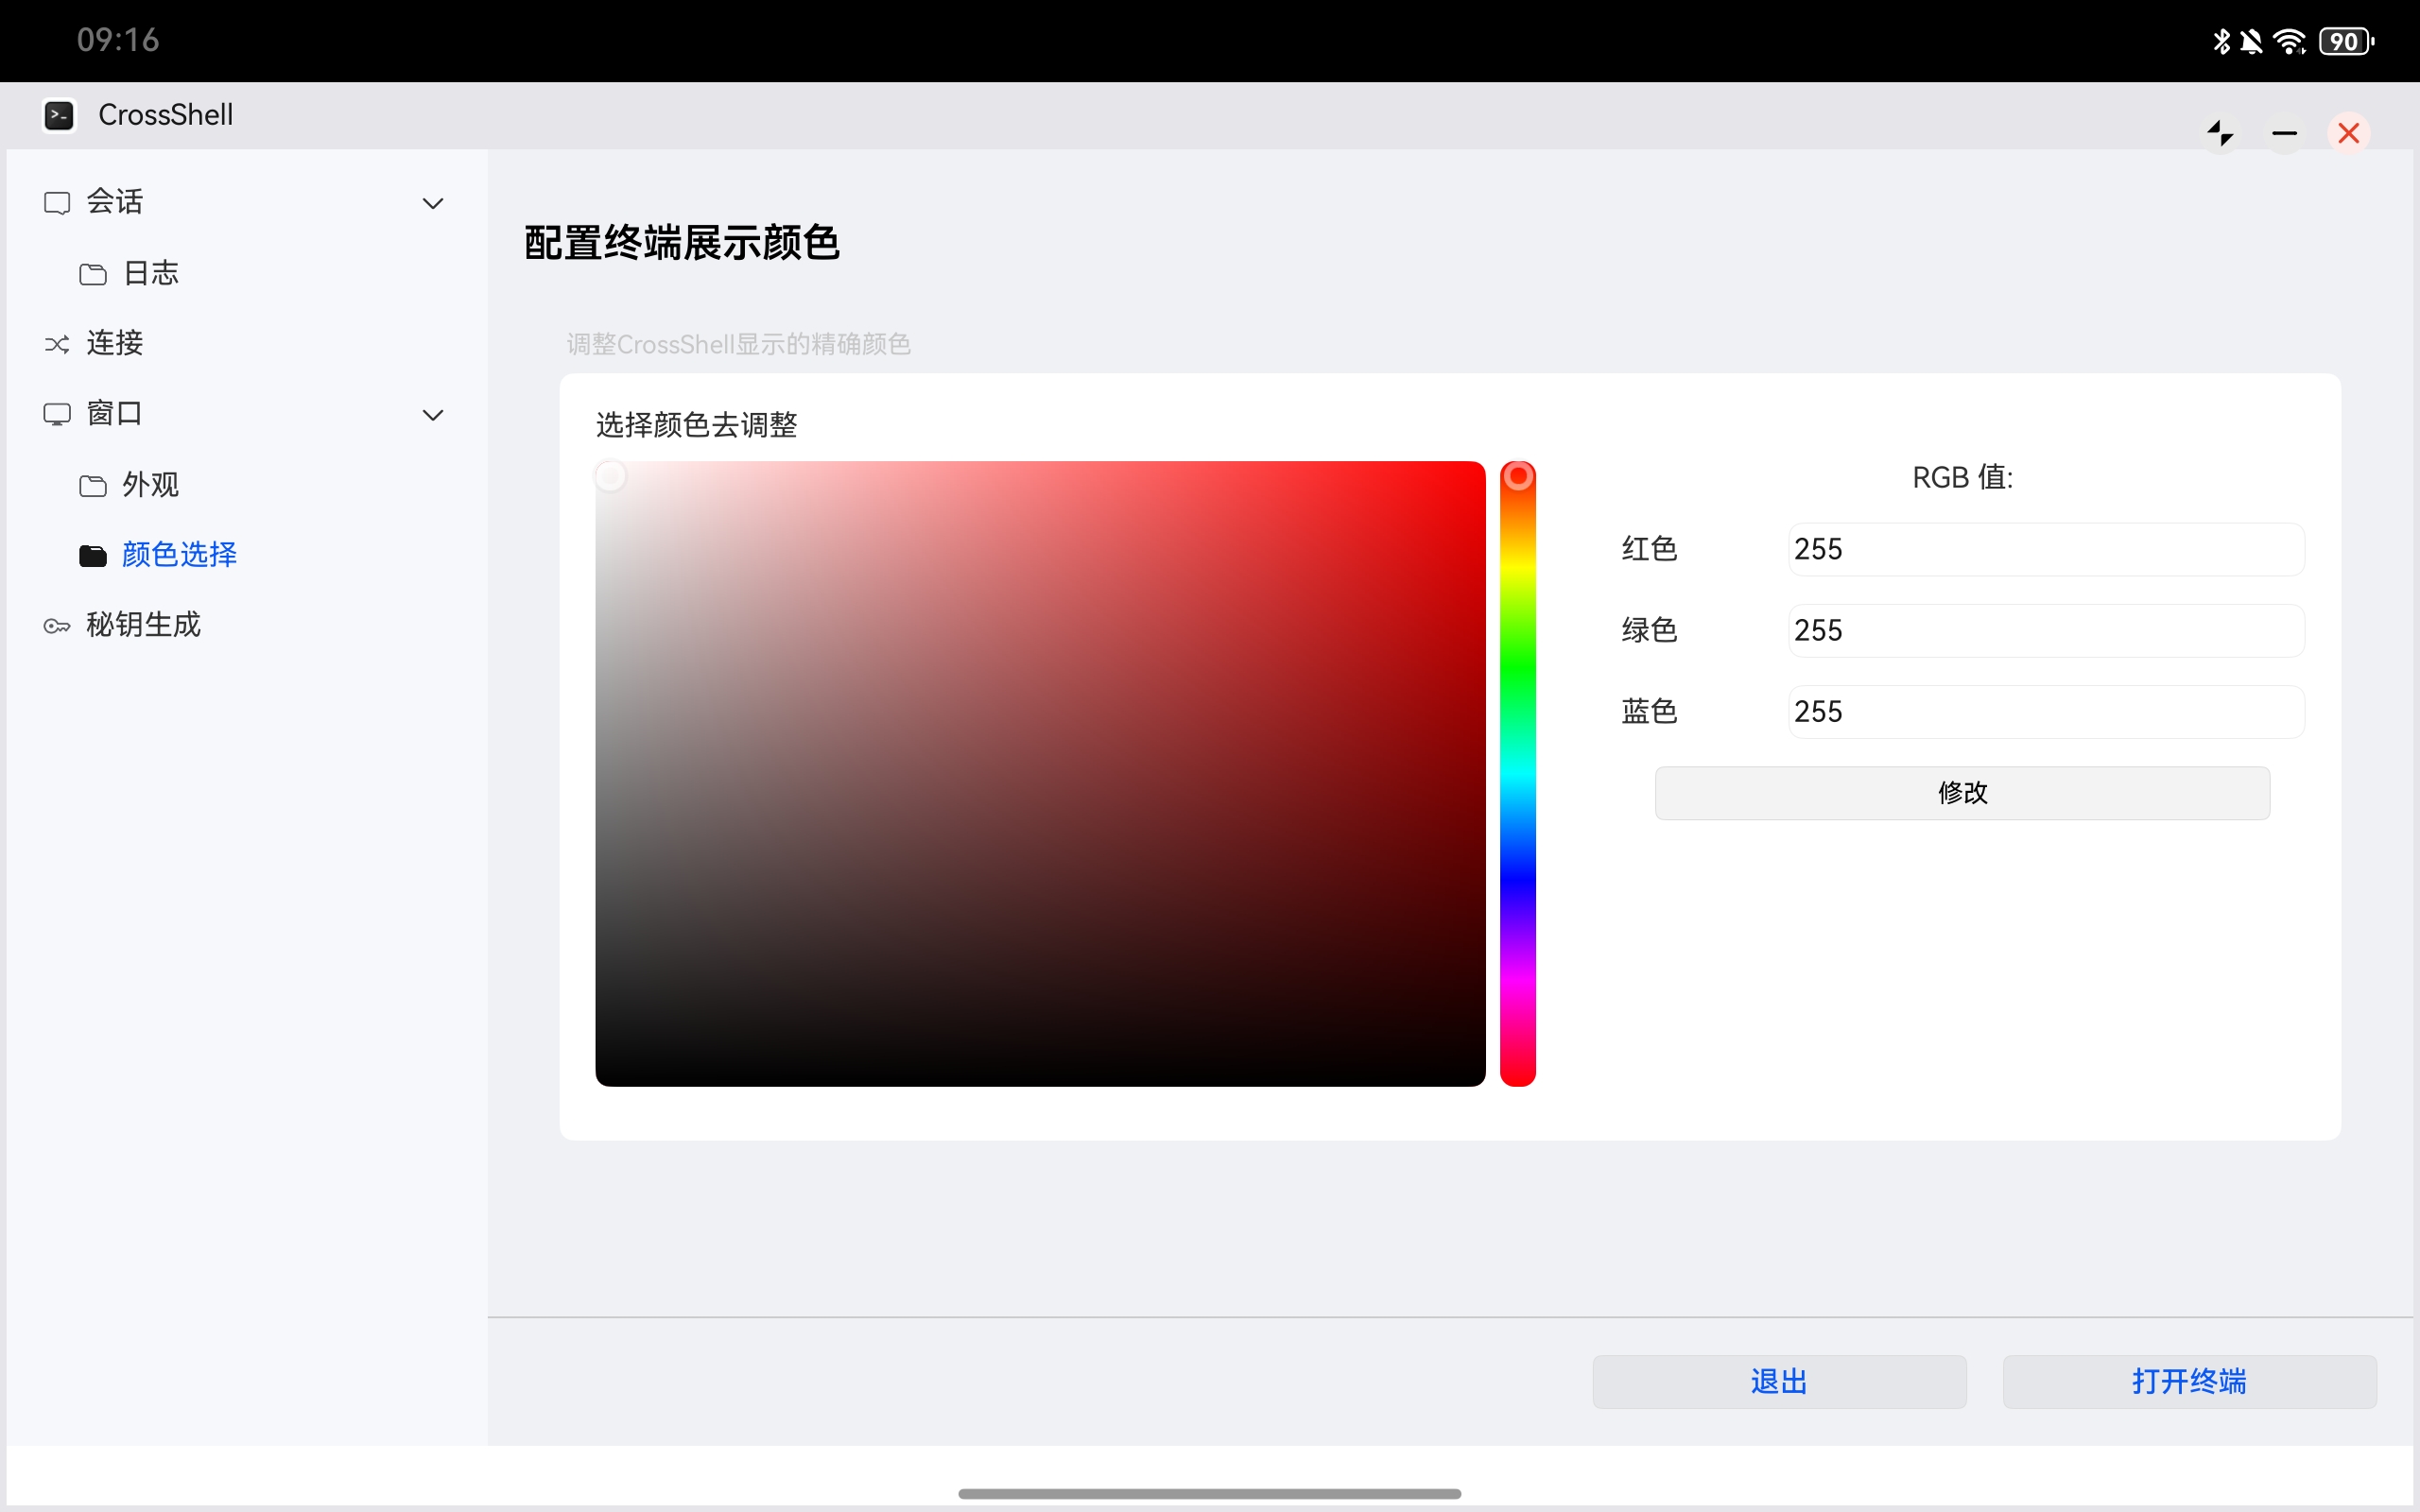 09:16
90
CrossShell
会话
日志
连接
窗口
外观
颜色选择
秘钥生成
配置终端展示颜色
调整CrossShell显示的精确颜色
选择颜色去调整
RGB 值:
红色 255
绿色 255
蓝色 255
修改
退出 打开终端